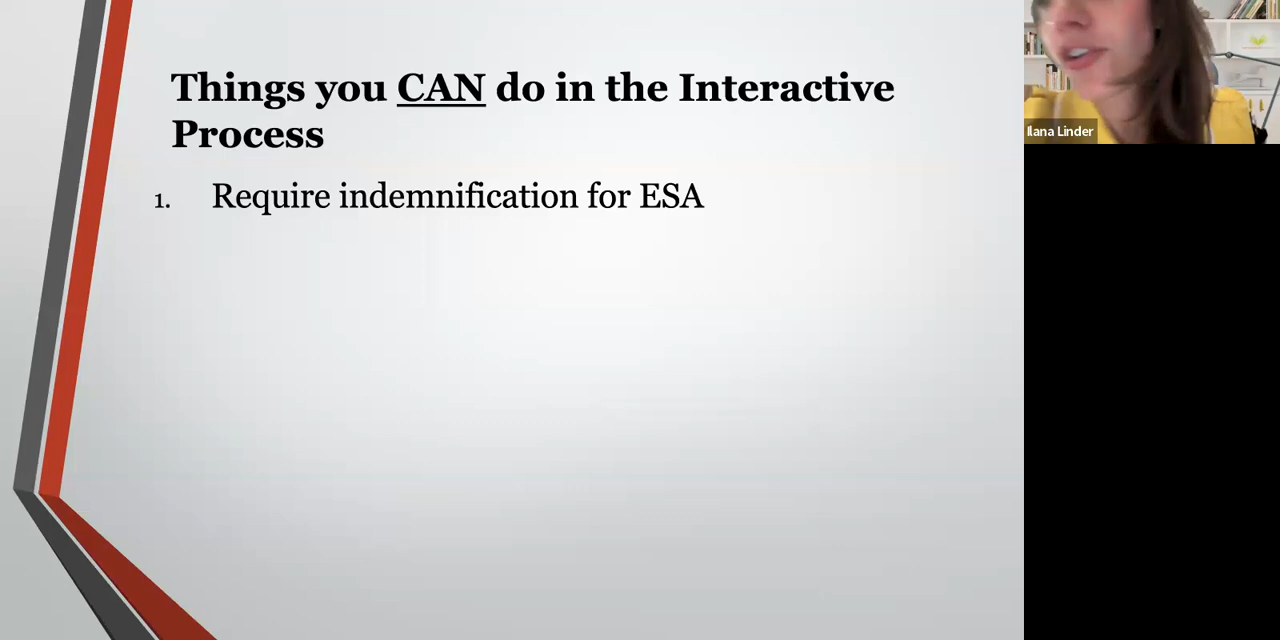 Things you CAN do in the Interactive
Process
1. Require indemnification for ESA
Ilana Linder